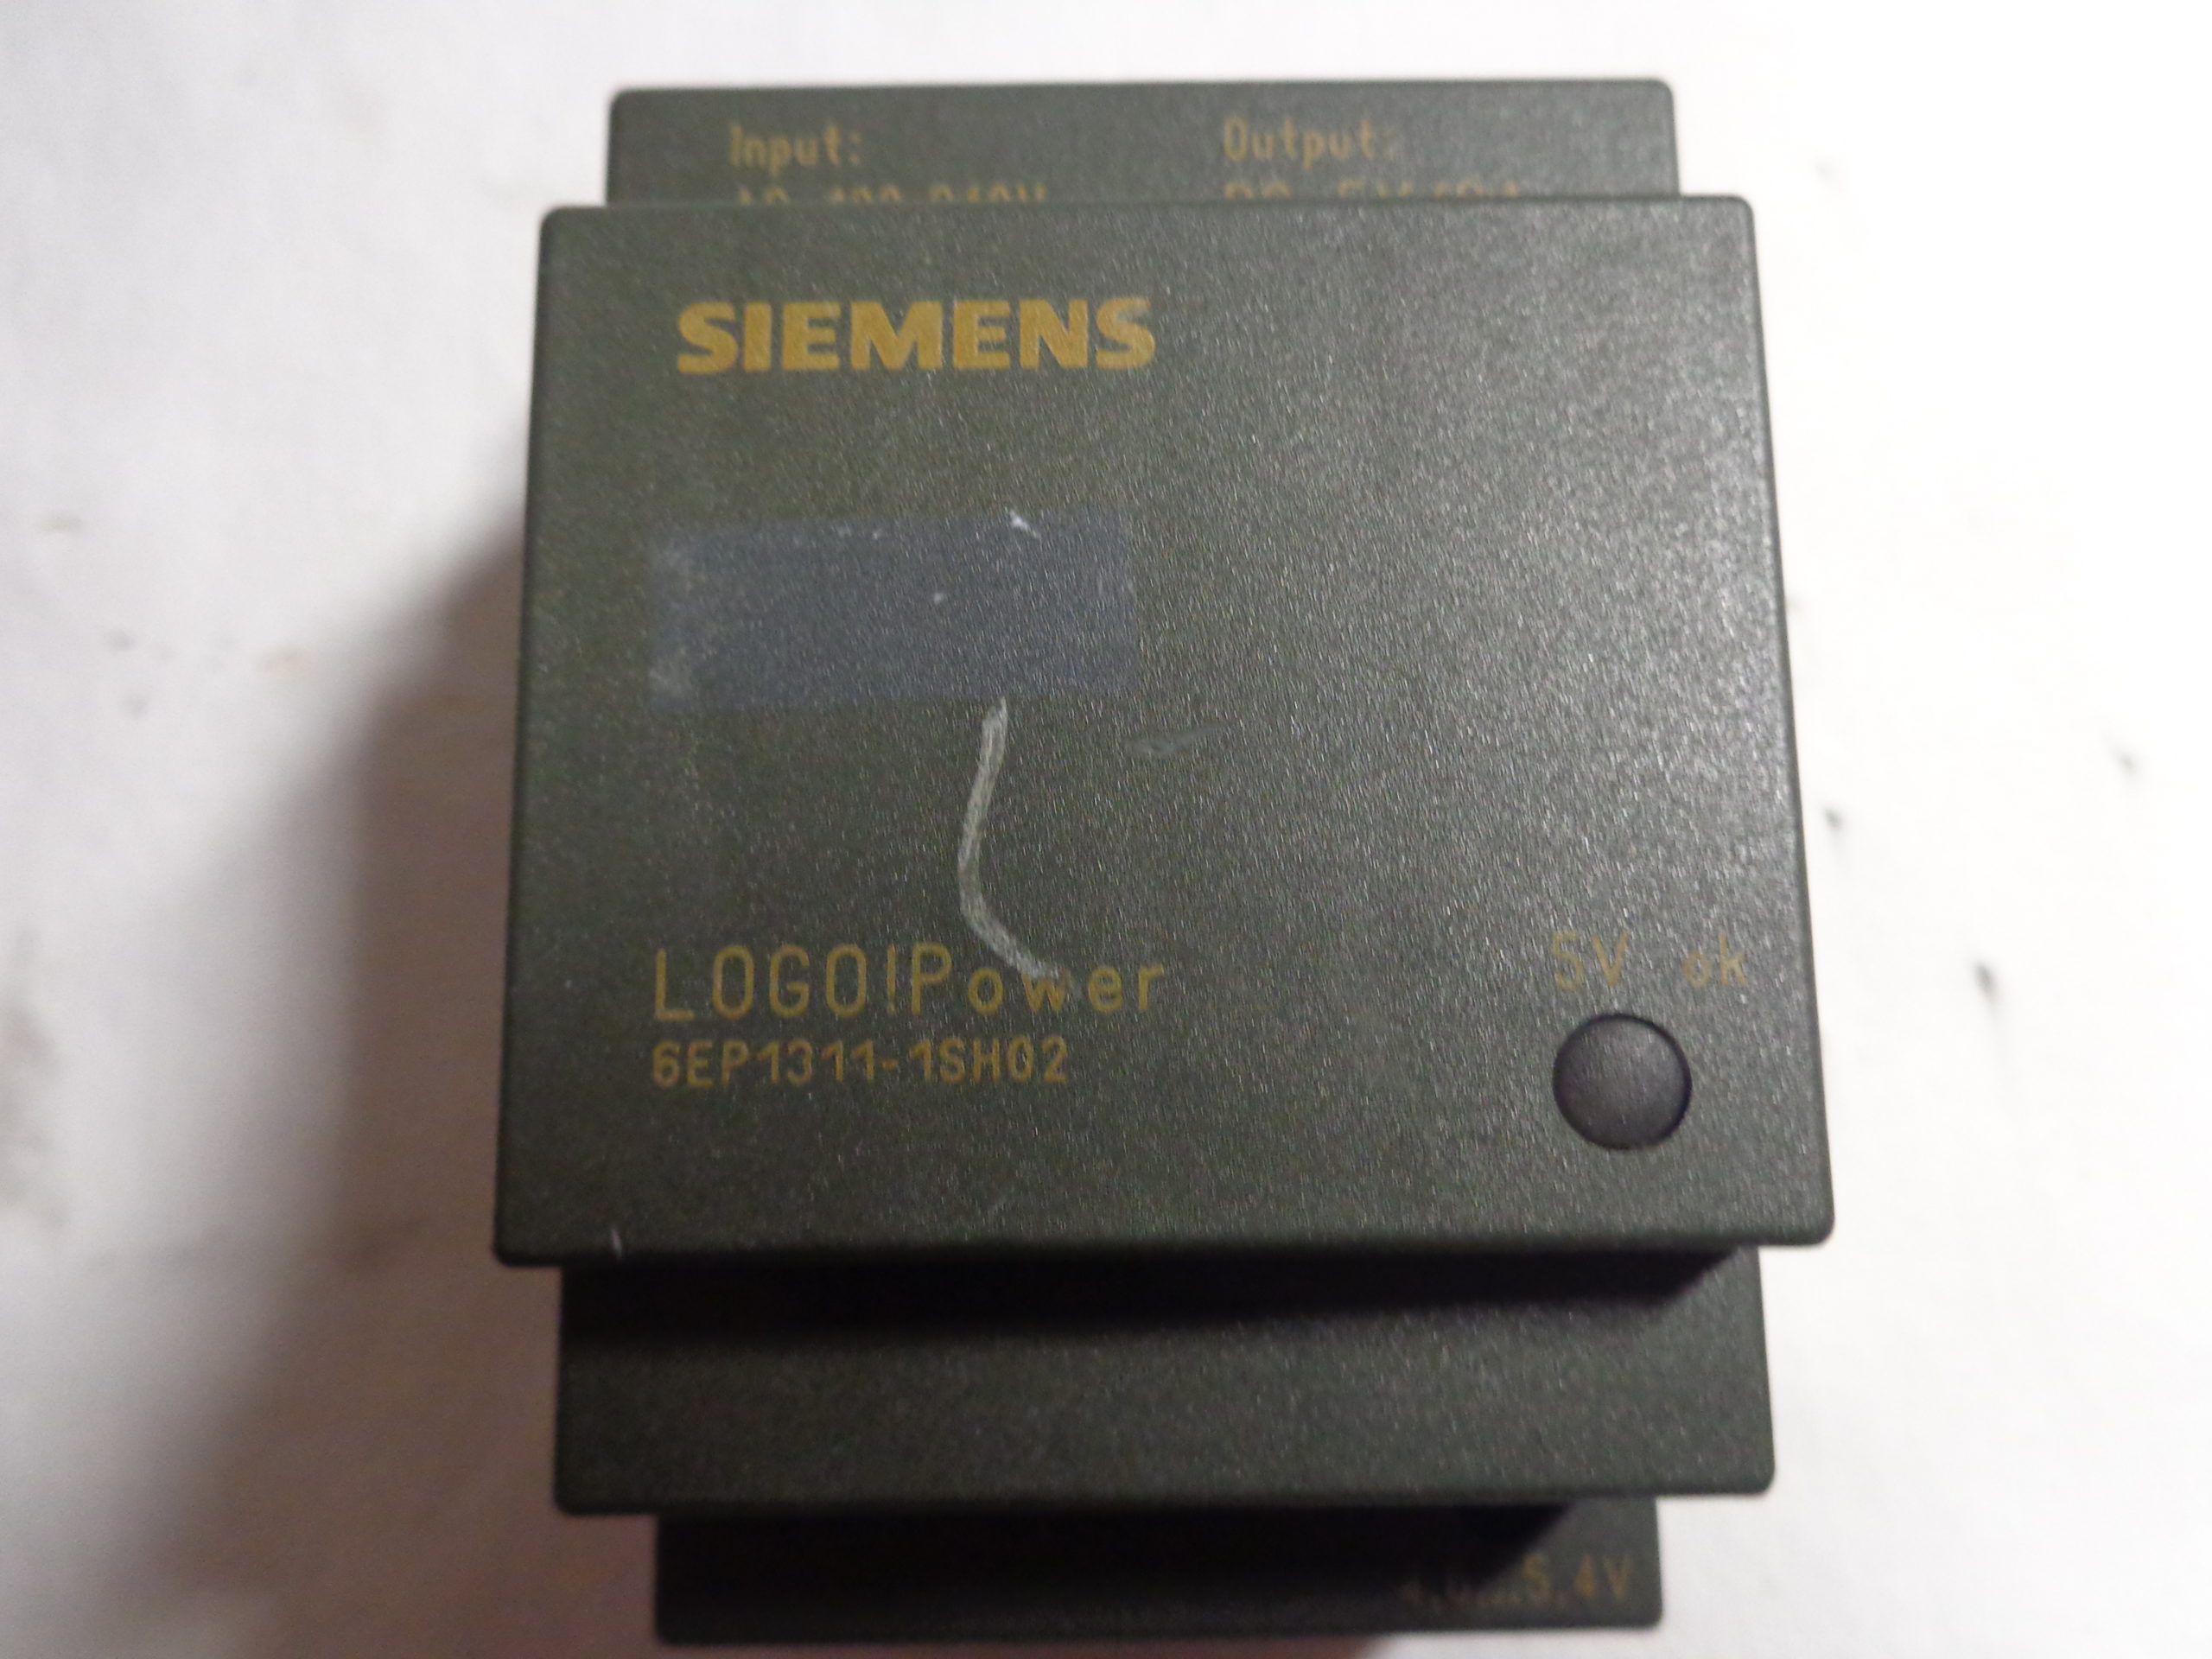 Input: Output:
SIEMENS
LOGO!Power
6EP1311-1SH02
5V ok